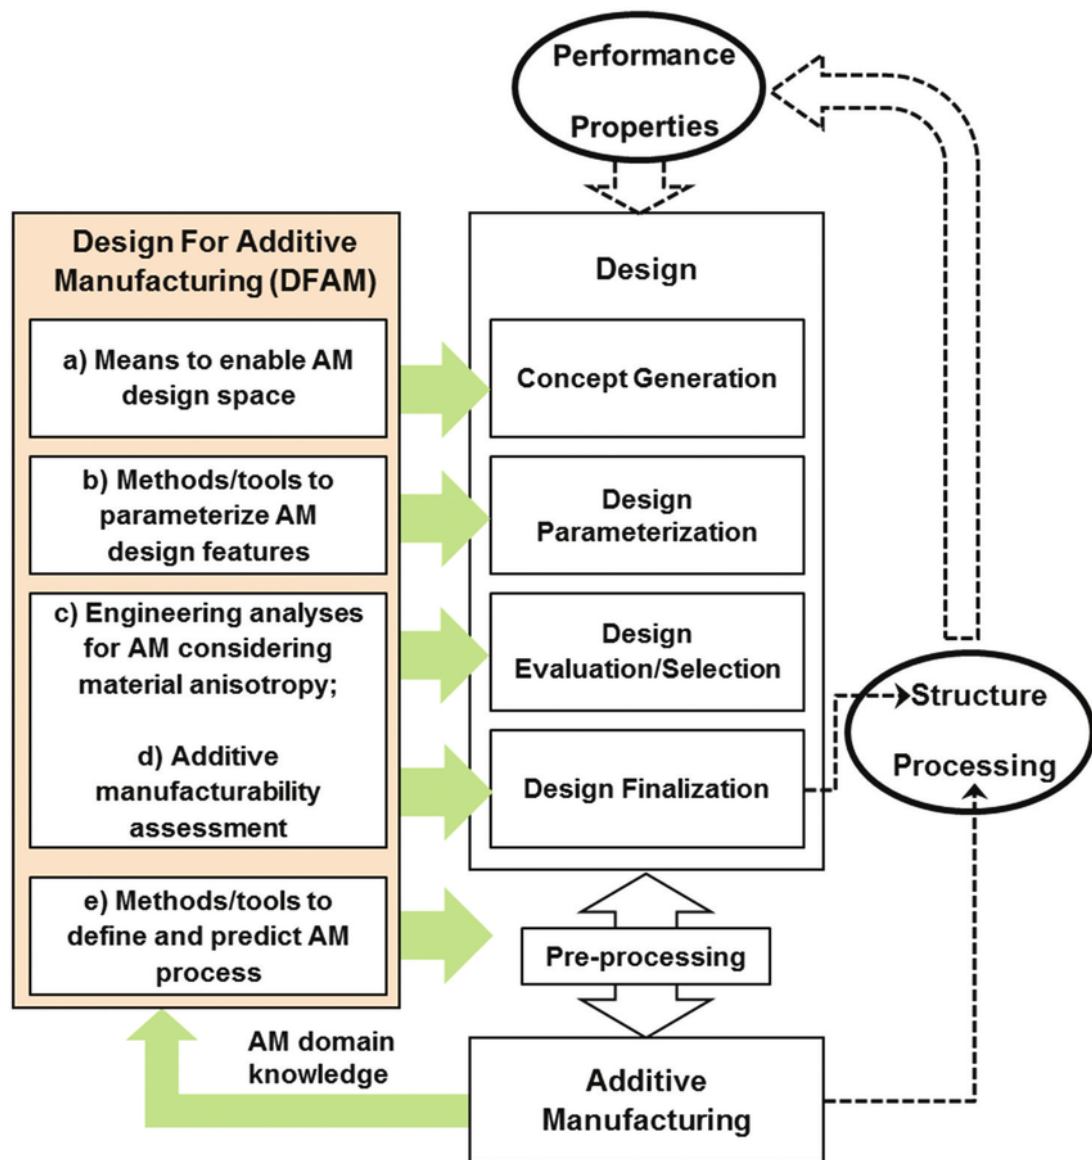 Performance
Properties
Design For Additive
Manufacturing (DFAM)
a) Means to enable AM
design space
b) Methods/tools to
parameterize AM
design features
c) Engineering analyses
for AM considering
material anisotropy;
d) Additive
manufacturability
assessment
e) Methods/tools to
define and predict AM
process
Design
Concept Generation
Design
Parameterization
Design
Evaluation/Selection
Design Finalization
Structure
Processing
Pre-processing
AM domain
knowledge
Additive
Manufacturing